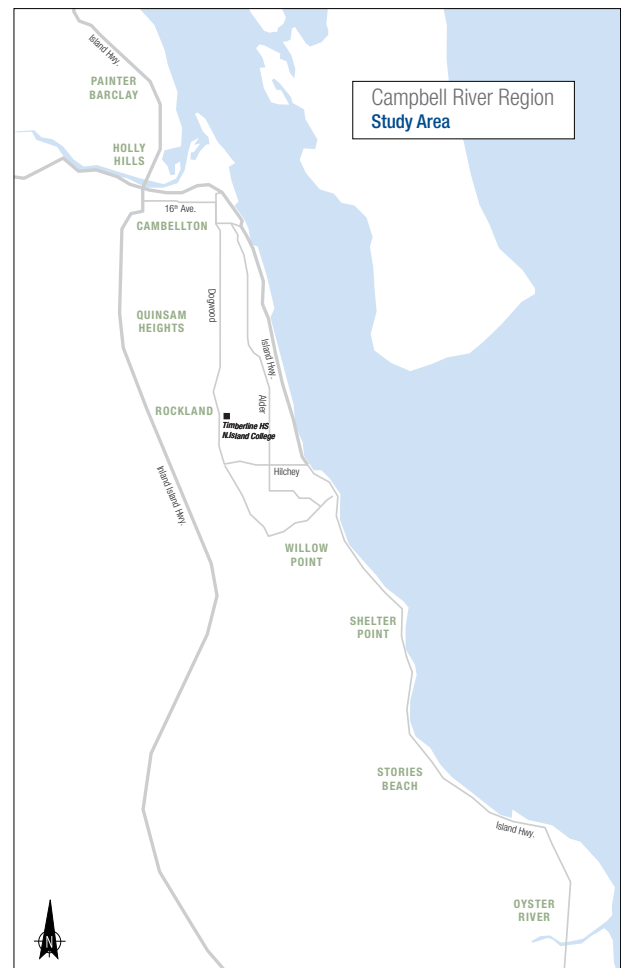 Island Hwy.
PAINTER
BARCLAY
Campbell River Region
Study Area
HOLLY
HILLS
16th Ave.
CAMBELLTON
Dogwood
QUINSAM
HEIGHTS
Island Hwy.
Alder
ROCKLAND
Timberline HS
N.Island College
Hilchey
Inland Island Hwy.
WILLOW
POINT
SHELTER
POINT
STORIES
BEACH
Island Hwy.
OYSTER
RIVER
N